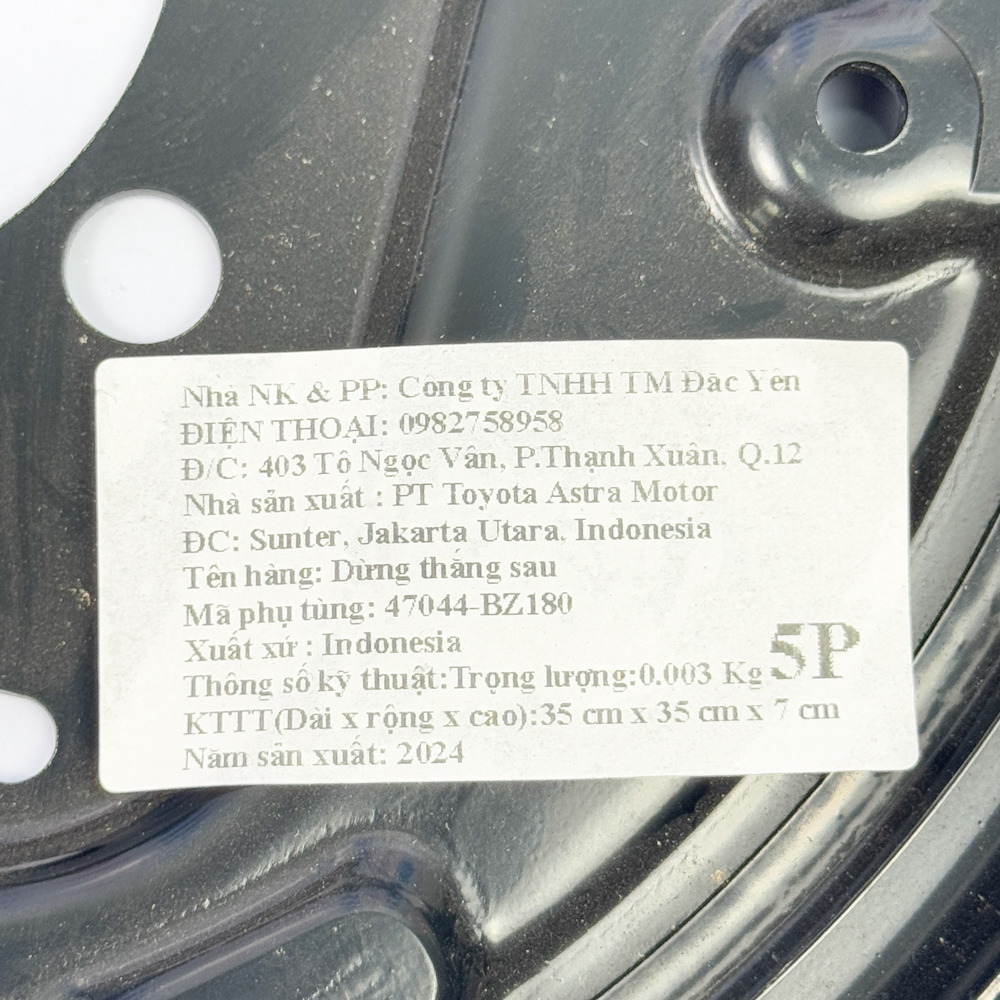 Nhà NK & PP: Công ty TNHH TM Đăc Yên
ĐIỆN THOẠI: 0982758958
Đ/C: 403 Tô Ngọc Vân, P.Thạnh Xuân, Q.12
Nhà sản xuất : PT Toyota Astra Motor
ĐC: Sunter, Jakarta Utara, Indonesia
Tên hàng: Dừng thắng sau
Mã phụ tùng: 47044-BZ180
Xuất xứ : Indonesia
Thông số kỹ thuật:Trọng lượng:0.003 Kg
5P
KTTT(Dài x rộng x cao):35 cm x 35 cm x 7 cm
Năm sản xuất: 2024